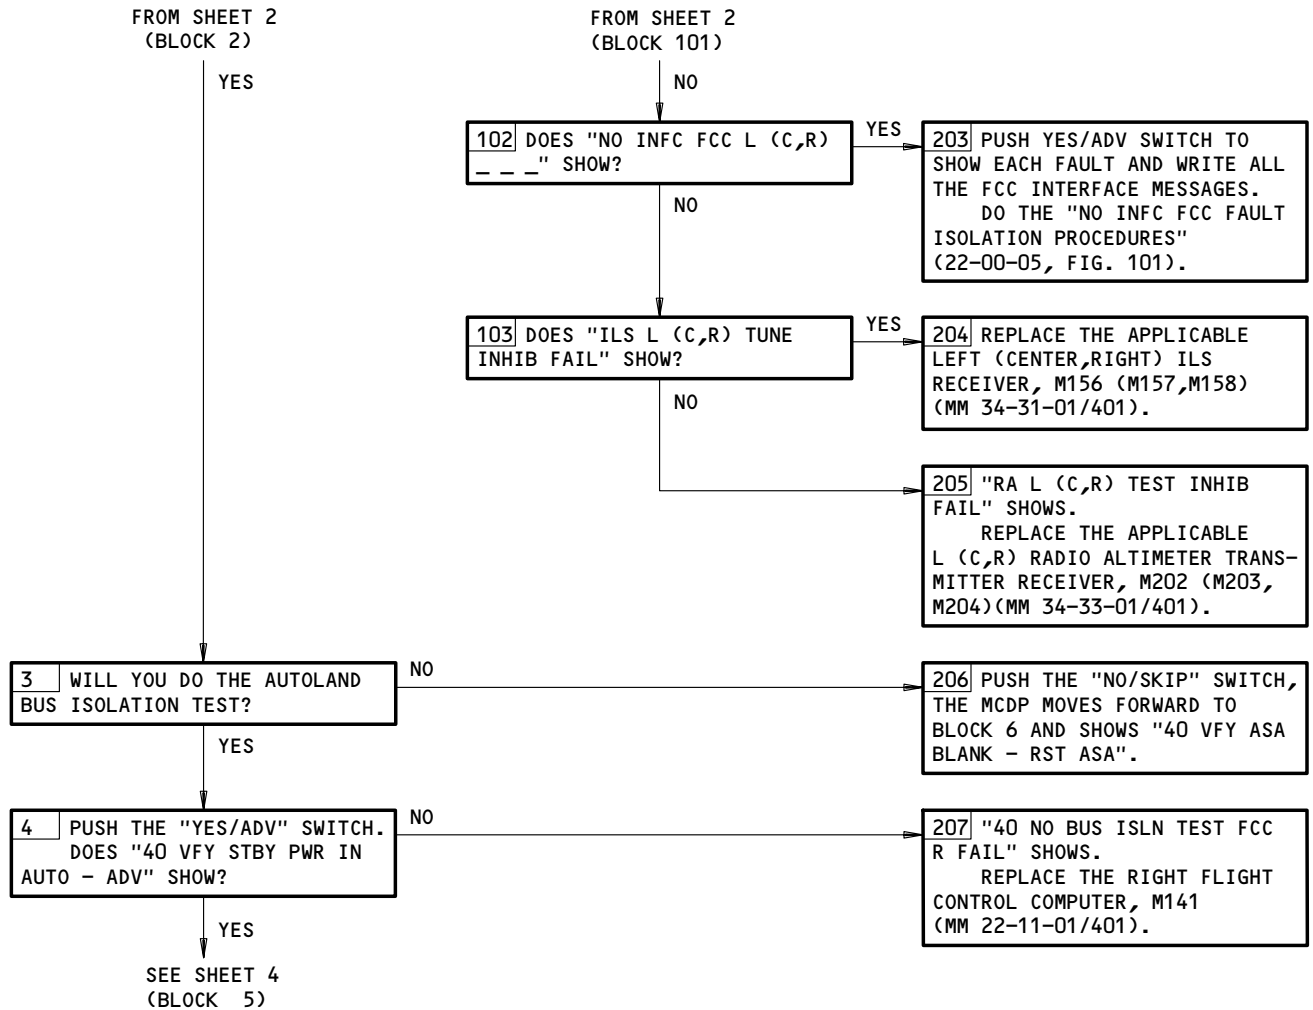 FROM SHEET 2
(BLOCK 2)
YES
FROM SHEET 2
(BLOCK 101)
NO
102 DOES "NO INFC FCC L (C,R)
_ _ _" SHOW?
YES
NO
203 PUSH YES/ADV SWITCH TO
SHOW EACH FAULT AND WRITE ALL
THE FCC INTERFACE MESSAGES.
DO THE "NO INFC FCC FAULT
ISOLATION PROCEDURES"
(22-00-05, FIG. 101).
103 DOES "ILS L (C,R) TUNE
INHIB FAIL" SHOW?
YES
NO
204 REPLACE THE APPLICABLE
LEFT (CENTER,RIGHT) ILS
RECEIVER, M156 (M157,M158)
(MM 34-31-01/401).
205 "RA L (C,R) TEST INHIB
FAIL" SHOWS.
REPLACE THE APPLICABLE
L (C,R) RADIO ALTIMETER TRANS-
MITTER RECEIVER, M202 (M203,
M204)(MM 34-33-01/401).
3 WILL YOU DO THE AUTOLAND
BUS ISOLATION TEST?
NO
YES
206 PUSH THE "NO/SKIP" SWITCH,
THE MCDP MOVES FORWARD TO
BLOCK 6 AND SHOWS "40 VFY ASA
BLANK - RST ASA".
4 PUSH THE "YES/ADV" SWITCH.
DOES "40 VFY STBY PWR IN
AUTO - ADV" SHOW?
NO
YES
207 "40 NO BUS ISLN TEST FCC
R FAIL" SHOWS.
REPLACE THE RIGHT FLIGHT
CONTROL COMPUTER, M141
(MM 22-11-01/401).
SEE SHEET 4
(BLOCK 5)